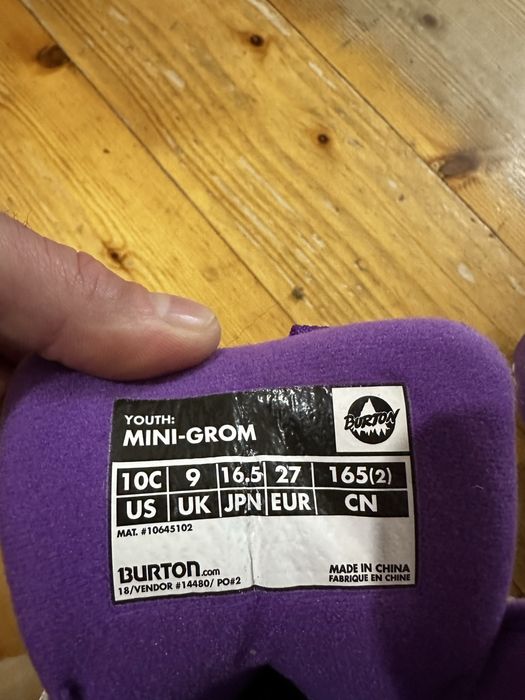 YOUTH:
MINI-GROM
BURTON
10C 9 16.5 27 165(2)
US UK JPN EUR CN
MAT. #10645102
BURTON.com
18/VENDOR #14480/ PO#2
MADE IN CHINA
FABRIQUE EN CHINE